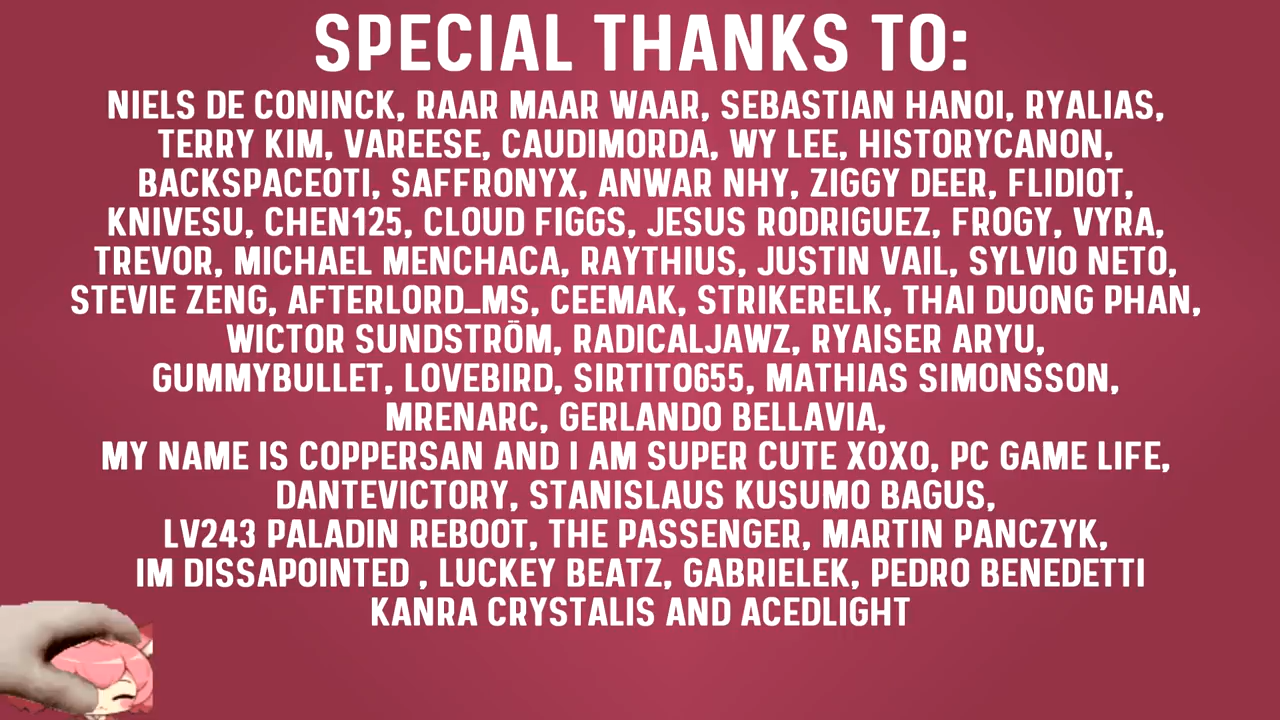 SPECIAL THANKS TO:
NIELS DE CONINCK, RAAR MAAR WAAR, SEBASTIAN HANOI, RYALIAS,
TERRY KIM, VAREESE, CAUDIMORDA, WY LEE, HISTORYCANON,
BACKSPACEOTI, SAFFRONYX, ANWAR NHY, ZIGGY DEER, FLIDIOT,
KNIVESU, CHEN125, CLOUD FIGGS, JESUS RODRIGUEZ, FROGY, VYRA,
TREVOR, MICHAEL MENCHACA, RAYTHIUS, JUSTIN VAIL, SYLVIO NETO,
STEVIE ZENG, AFTERLORD_MS, CEEMAK, STRIKERELK, THAI DUONG PHAN,
WICTOR SUNDSTRÖM, RADICALJAWZ, RYAISER ARYU,
GUMMYBULLET, LOVEBIRD, SIRTITO655, MATHIAS SIMONSSON,
MRENARC, GERLANDO BELLAVIA,
MY NAME IS COPPERSAN AND I AM SUPER CUTE XOXO, PC GAME LIFE,
DANTEVICTORY, STANISLAUS KUSUMO BAGUS,
LV243 PALADIN REBOOT, THE PASSENGER, MARTIN PANCZYK,
IM DISSAPOINTED , LUCKEY BEATZ, GABRIELEK, PEDRO BENEDETTI
KANRA CRYSTALIS AND ACEDLIGHT